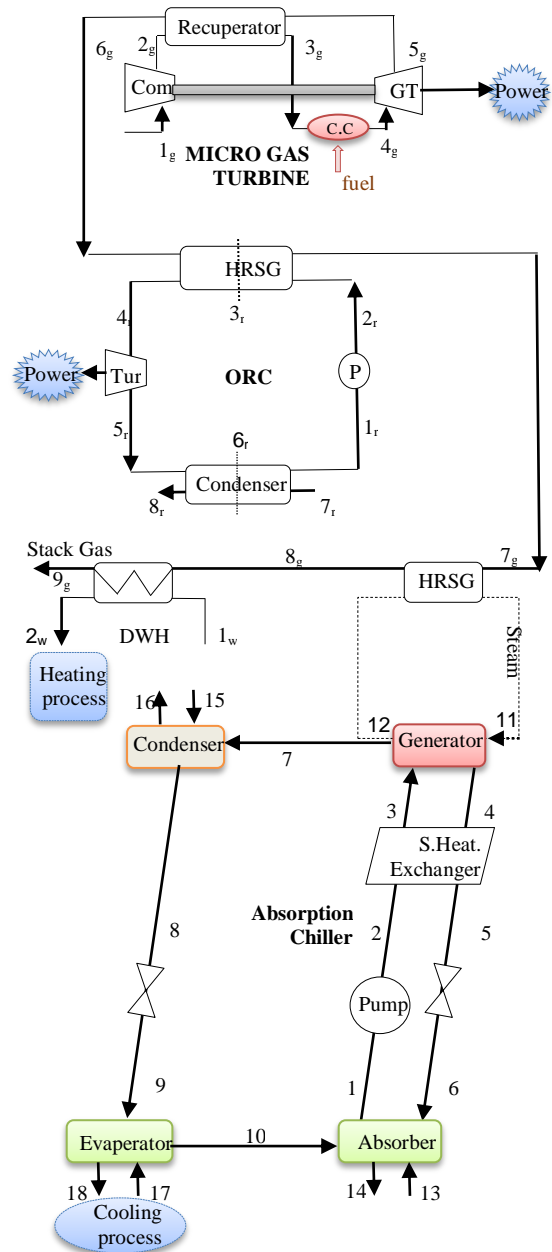 Recuperator
6g
2g
3g
5g
Com
GT
Power
C.C
1g
4g
MICRO GAS
TURBINE
fuel
HRSG
3r
4r
2r
Power
Tur
ORC
P
5r
6r
1r
Condenser
8r
7r
Stack Gas
9g
8g
7g
HRSG
2w
DWH
1w
Steam
Heating
process
16
15
12
11
Condenser
Generator
7
3
4
S.Heat.
Exchanger
Absorption
Chiller
8
2
5
Pump
9
1
6
Evaperator
10
Absorber
18
17
14
13
Cooling
process